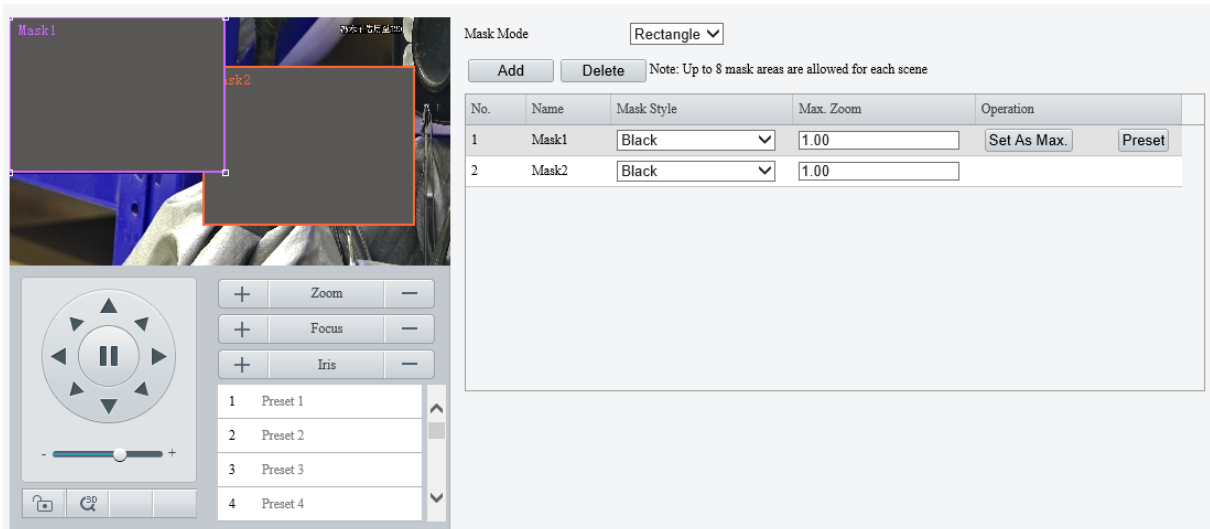 Mask1
Mask Mode
Rectangle
sk2
Add
Delete
Note: Up to 8 mask areas are allowed for each scene
No.
Name
Mask Style
Max. Zoom
Operation
1
Mask1
Black
1.00
Set As Max.
Preset
2
Mask2
Black
1.00
+
Zoom
−
+
Focus
−
+
Iris
−
1
Preset 1
2
Preset 2
3
Preset 3
4
Preset 4
-
+
3D